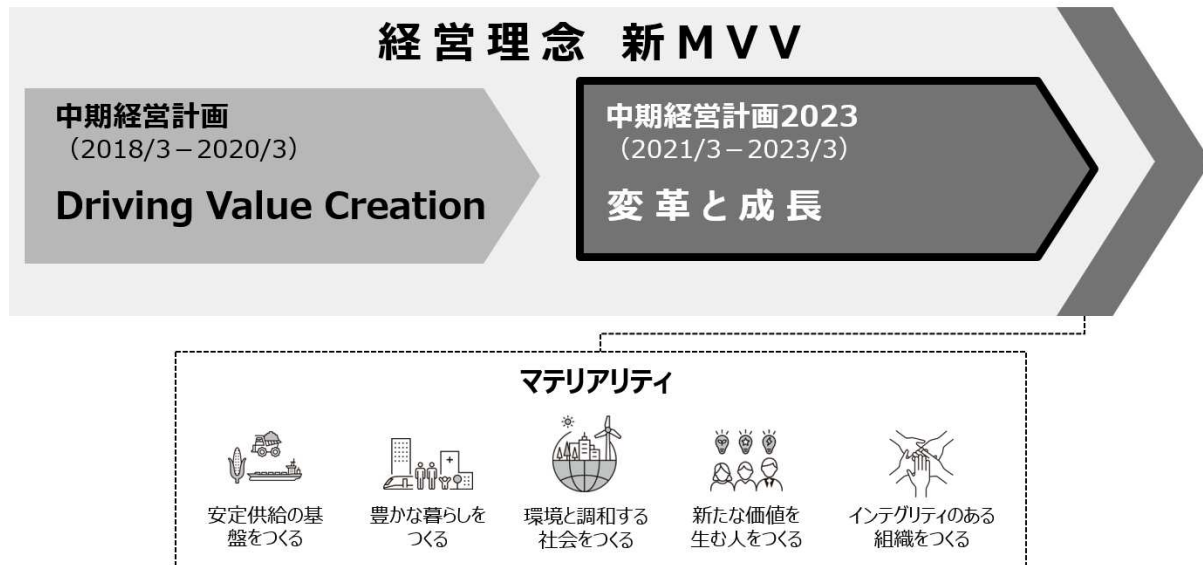 経営理念 新MVV
中期経営計画
（2018/3－2020/3）
Driving Value Creation
中期経営計画2023
（2021/3－2023/3）
変革と成長
マテリアリティ
安定供給の基
盤をつくる
豊かな暮らしを
つくる
環境と調和する
社会をつくる
新たな価値を
生む人をつくる
インテグリティのある
組織をつくる